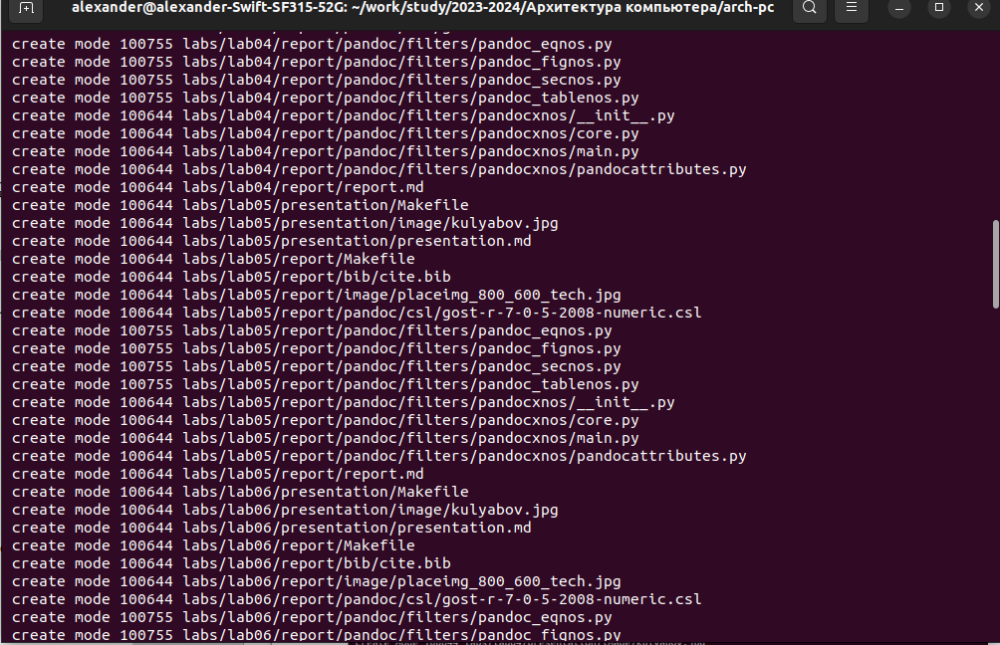 alexander@alexander-Swift-SF315-52G: ~/work/study/2023-2024/Архитектура компьютера/arch-pc
create mode 100755 labs/lab04/report/pandoc/filters/pandoc_eqnos.py
create mode 100755 labs/lab04/report/pandoc/filters/pandoc_fignos.py
create mode 100755 labs/lab04/report/pandoc/filters/pandoc_secnos.py
create mode 100755 labs/lab04/report/pandoc/filters/pandoc_tablenos.py
create mode 100644 labs/lab04/report/pandoc/filters/pandocxnos/__init__.py
create mode 100644 labs/lab04/report/pandoc/filters/pandocxnos/core.py
create mode 100644 labs/lab04/report/pandoc/filters/pandocxnos/main.py
create mode 100644 labs/lab04/report/pandoc/filters/pandocxnos/pandocattributes.py
create mode 100644 labs/lab04/report/report.md
create mode 100644 labs/lab05/presentation/Makefile
create mode 100644 labs/lab05/presentation/image/kulyabov.jpg
create mode 100644 labs/lab05/presentation/presentation.md
create mode 100644 labs/lab05/report/Makefile
create mode 100644 labs/lab05/report/bib/cite.bib
create mode 100644 labs/lab05/report/image/placeimg_800_600_tech.jpg
create mode 100644 labs/lab05/report/pandoc/csl/gost-r-7-0-5-2008-numeric.csl
create mode 100755 labs/lab05/report/pandoc/filters/pandoc_eqnos.py
create mode 100755 labs/lab05/report/pandoc/filters/pandoc_fignos.py
create mode 100755 labs/lab05/report/pandoc/filters/pandoc_secnos.py
create mode 100755 labs/lab05/report/pandoc/filters/pandoc_tablenos.py
create mode 100644 labs/lab05/report/pandoc/filters/pandocxnos/__init__.py
create mode 100644 labs/lab05/report/pandoc/filters/pandocxnos/core.py
create mode 100644 labs/lab05/report/pandoc/filters/pandocxnos/main.py
create mode 100644 labs/lab05/report/pandoc/filters/pandocxnos/pandocattributes.py
create mode 100644 labs/lab05/report/report.md
create mode 100644 labs/lab06/presentation/Makefile
create mode 100644 labs/lab06/presentation/image/kulyabov.jpg
create mode 100644 labs/lab06/presentation/presentation.md
create mode 100644 labs/lab06/report/Makefile
create mode 100644 labs/lab06/report/bib/cite.bib
create mode 100644 labs/lab06/report/image/placeimg_800_600_tech.jpg
create mode 100644 labs/lab06/report/pandoc/csl/gost-r-7-0-5-2008-numeric.csl
create mode 100755 labs/lab06/report/pandoc/filters/pandoc_eqnos.py
create mode 100755 labs/lab06/report/pandoc/filters/pandoc_fignos.py